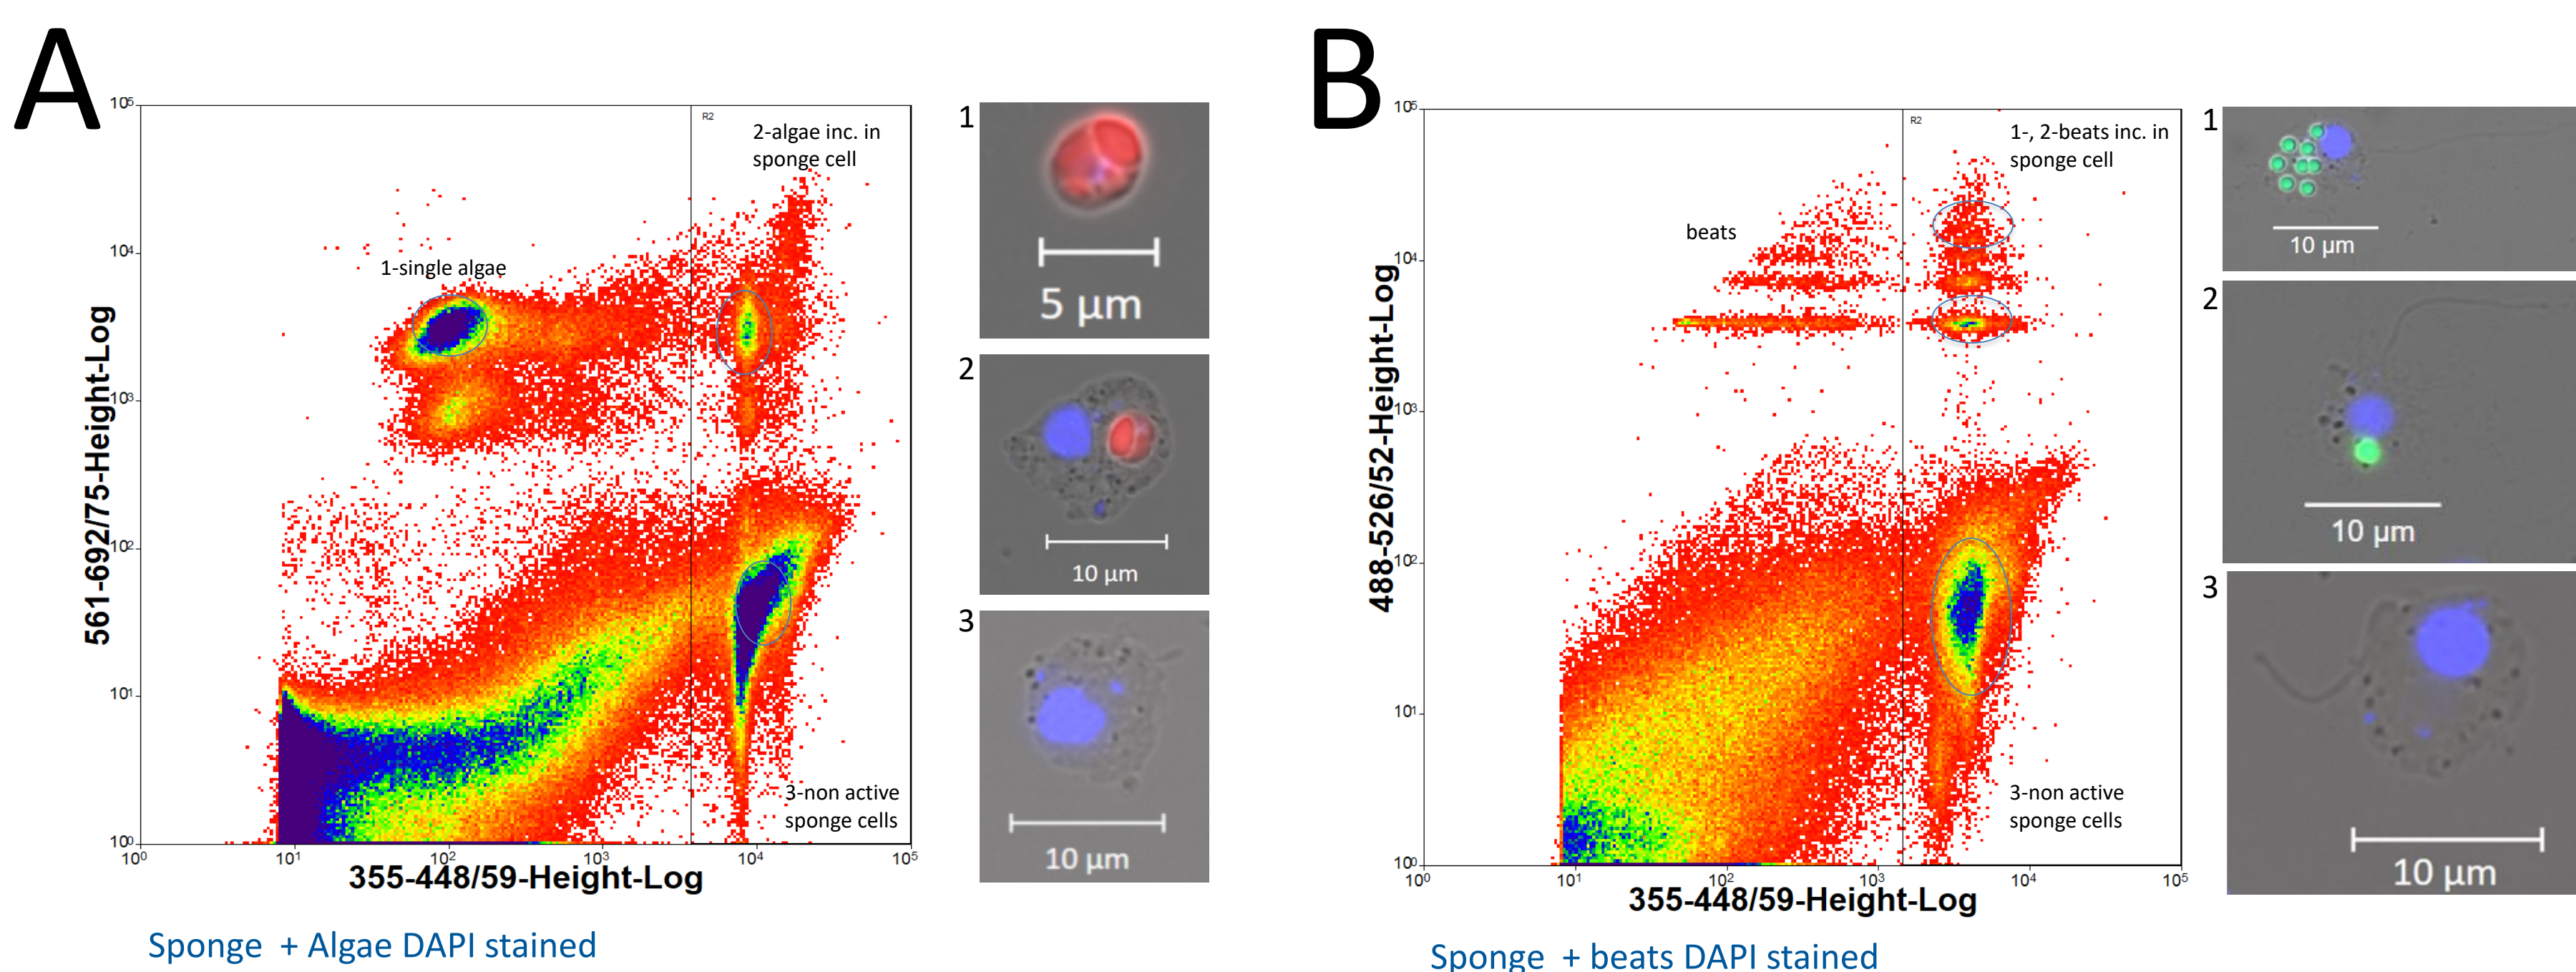 A
10⁵
10⁴
10³
10²
10¹
10⁰
561-692/75-Height-Log
R2
2-algae inc. in
sponge cell
1-single algae
3-non active
sponge cells
10⁰ 10¹ 10² 10³ 10⁴ 10⁵
355-448/59-Height-Log
Sponge + Algae DAPI stained
1
5 µm
2
10 µm
3
10 µm
B
10⁵
10⁴
10³
10²
10¹
10⁰
488-526/52-Height-Log
R2
1-, 2-beats inc. in
sponge cell
beats
3-non active
sponge cells
10⁰ 10¹ 10² 10³ 10⁴ 10⁵
355-448/59-Height-Log
Sponge + beats DAPI stained
1
10 µm
2
10 µm
3
10 µm